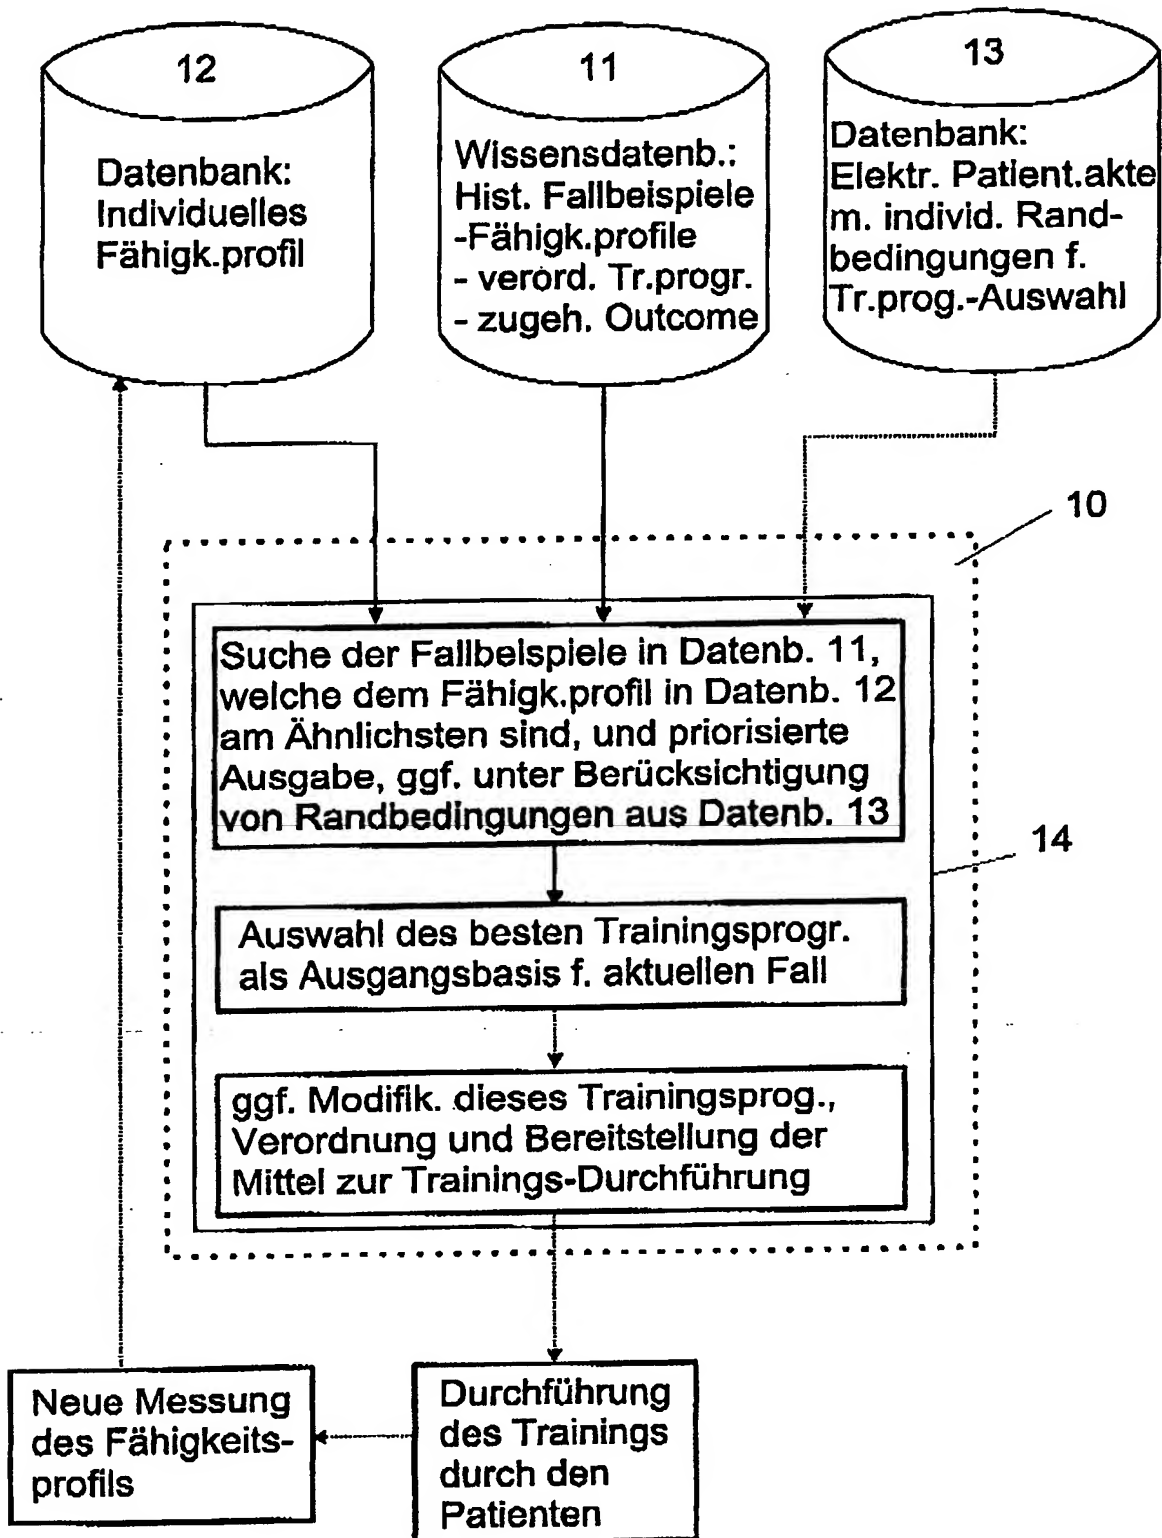 12
Datenbank:
Individuelles
Fähigk.profil
11
Wissensdatenb.:
Hist. Fallbeispiele
-Fähigk.profile
- verord. Tr.progr.
- zugeh. Outcome
13
Datenbank:
Elektr. Patient.akte
m. individ. Rand-
bedingungen f.
Tr.prog.-Auswahl
10
Suche der Fallbeispiele in Datenb. 11,
welche dem Fähigk.profil in Datenb. 12
am Ähnlichsten sind, und priorisierte
Ausgabe, ggf. unter Berücksichtigung
von Randbedingungen aus Datenb. 13
14
Auswahl des besten Trainingsprogr.
als Ausgangsbasis f. aktuellen Fall
ggf. Modifik. dieses Trainingsprog.,
Verordnung und Bereitstellung der
Mittel zur Trainings-Durchführung
Neue Messung
des Fähigkeits-
profils
Durchführung
des Trainings
durch den
Patienten